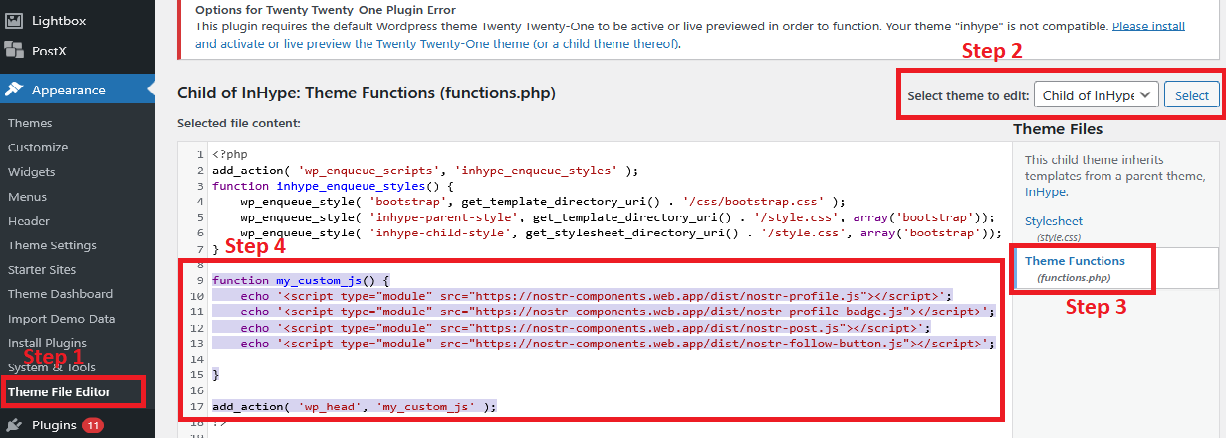 Lightbox
PostX
Appearance
Themes
Customize
Widgets
Menus
Header
Theme Settings
Starter Sites
Theme Dashboard
Import Demo Data
Install Plugins
Step 1
System & Tools
Theme File Editor
Plugins 11
Options for Twenty Twenty-One Plugin Error
This plugin requires the default Wordpress theme Twenty Twenty-One to be active or live previewed in order to function. Your theme "inhype" is not compatible. Please install
and activate or live preview the Twenty Twenty-One theme (or a child theme thereof).
Step 2
Child of InHype: Theme Functions (functions.php)
Select theme to edit: Child of InHype Select
Selected file content:
1 <?php
2 add_action( 'wp_enqueue_scripts', 'inhype_enqueue_styles' );
3 function inhype_enqueue_styles() {
4 wp_enqueue_style( 'bootstrap', get_template_directory_uri() . '/css/bootstrap.css' );
5 wp_enqueue_style( 'inhype-parent-style', get_template_directory_uri() . '/style.css', array('bootstrap'));
6 wp_enqueue_style( 'inhype-child-style', get_stylesheet_directory_uri() . '/style.css', array('bootstrap'));
7 }
Step 4
8
9 function my_custom_js() {
10 echo '<script type="module" src="https://nostr-components.web.app/dist/nostr-profile.js"></script>';
11 echo '<script type="module" src="https://nostr-components.web.app/dist/nostr-profile-badge.js"></script>';
12 echo '<script type="module" src="https://nostr-components.web.app/dist/nostr-post.js"></script>';
13 echo '<script type="module" src="https://nostr-components.web.app/dist/nostr-follow-button.js"></script>';
14
15 }
16
17 add_action( 'wp_head', 'my_custom_js' );
18 ?>
19
Theme Files
This child theme inherits
templates from a parent theme,
InHype.
Stylesheet
(style.css)
Theme Functions
(functions.php)
Step 3